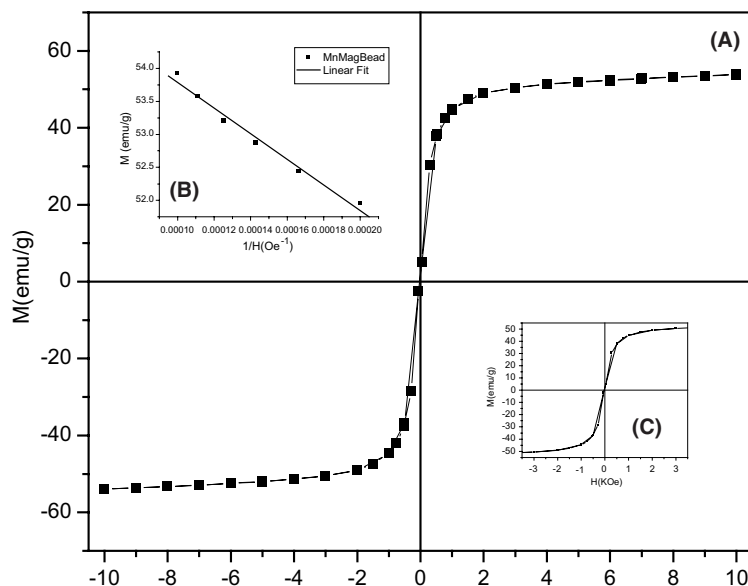 (A)
M(emu/g)
60
40
20
0
-20
-40
-60
-10 -8 -6 -4 -2 0 2 4 6 8 10
(B)
M (emu/g)
54.0
53.5
53.0
52.5
52.0
0.00010 0.00012 0.00014 0.00016 0.00018 0.00020
1/H(Oe⁻¹)
MnMagBead
Linear Fit
(C)
M(emu/g)
50
40
30
20
10
0
-10
-20
-30
-40
-50
-3 -2 -1 0 1 2 3
H(KOe)